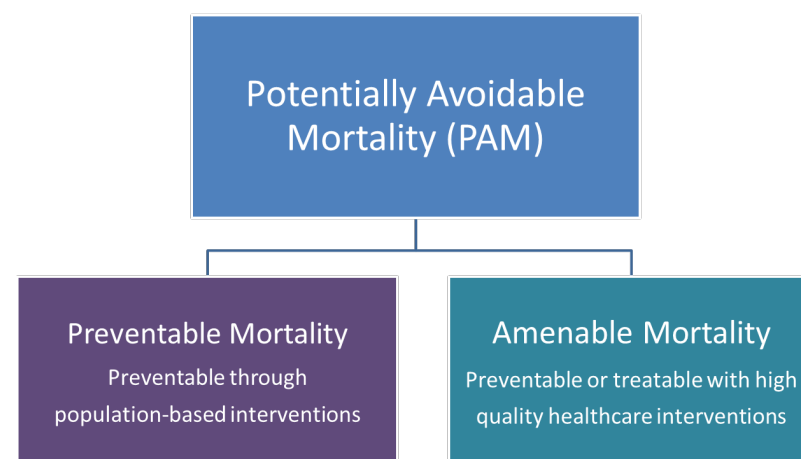 Potentially Avoidable
Mortality (PAM)
Preventable Mortality
Preventable through
population-based interventions
Amenable Mortality
Preventable or treatable with high
quality healthcare interventions